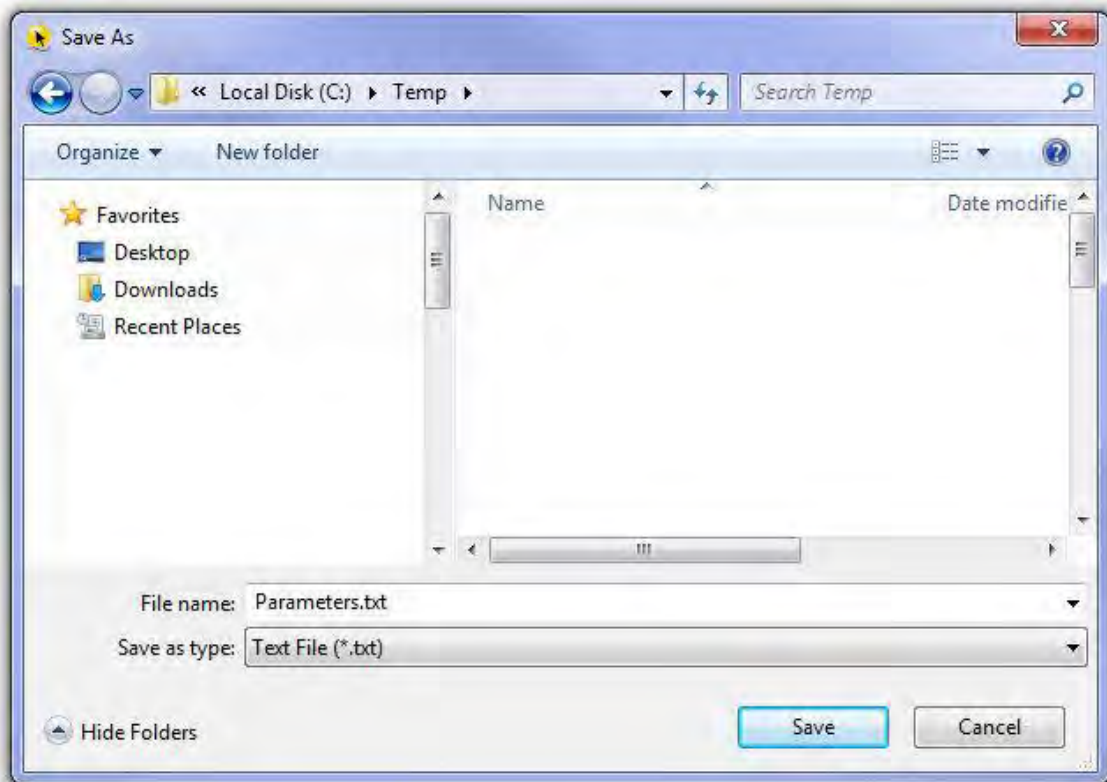 Save As
« Local Disk (C:) Temp Search Temp
Organize New folder
Name Date modifie
Favorites
Desktop
Downloads
Recent Places
File name: Parameters.txt
Save as type: Text File (*.txt)
Hide Folders Save Cancel